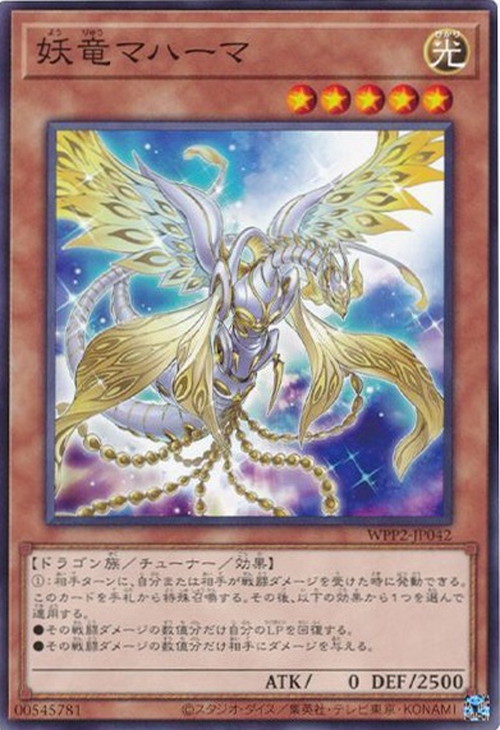 妖竜マハーマ
光
WPP2-JP042
【ドラゴン族／チューナー／効果】
①：相手ターンに、自分または相手が戦闘ダメージを受けた時に発動できる。
このカードを手札から特殊召喚する。その後、以下の効果から1つを選んで
適用する。
●その戦闘ダメージの数値分だけ自分のLPを回復する。
●その戦闘ダメージの数値分だけ相手にダメージを与える。
ATK/ 0 DEF/2500
00545781 ©スタジオ・ダイス／集英社・テレビ東京・KONAMI